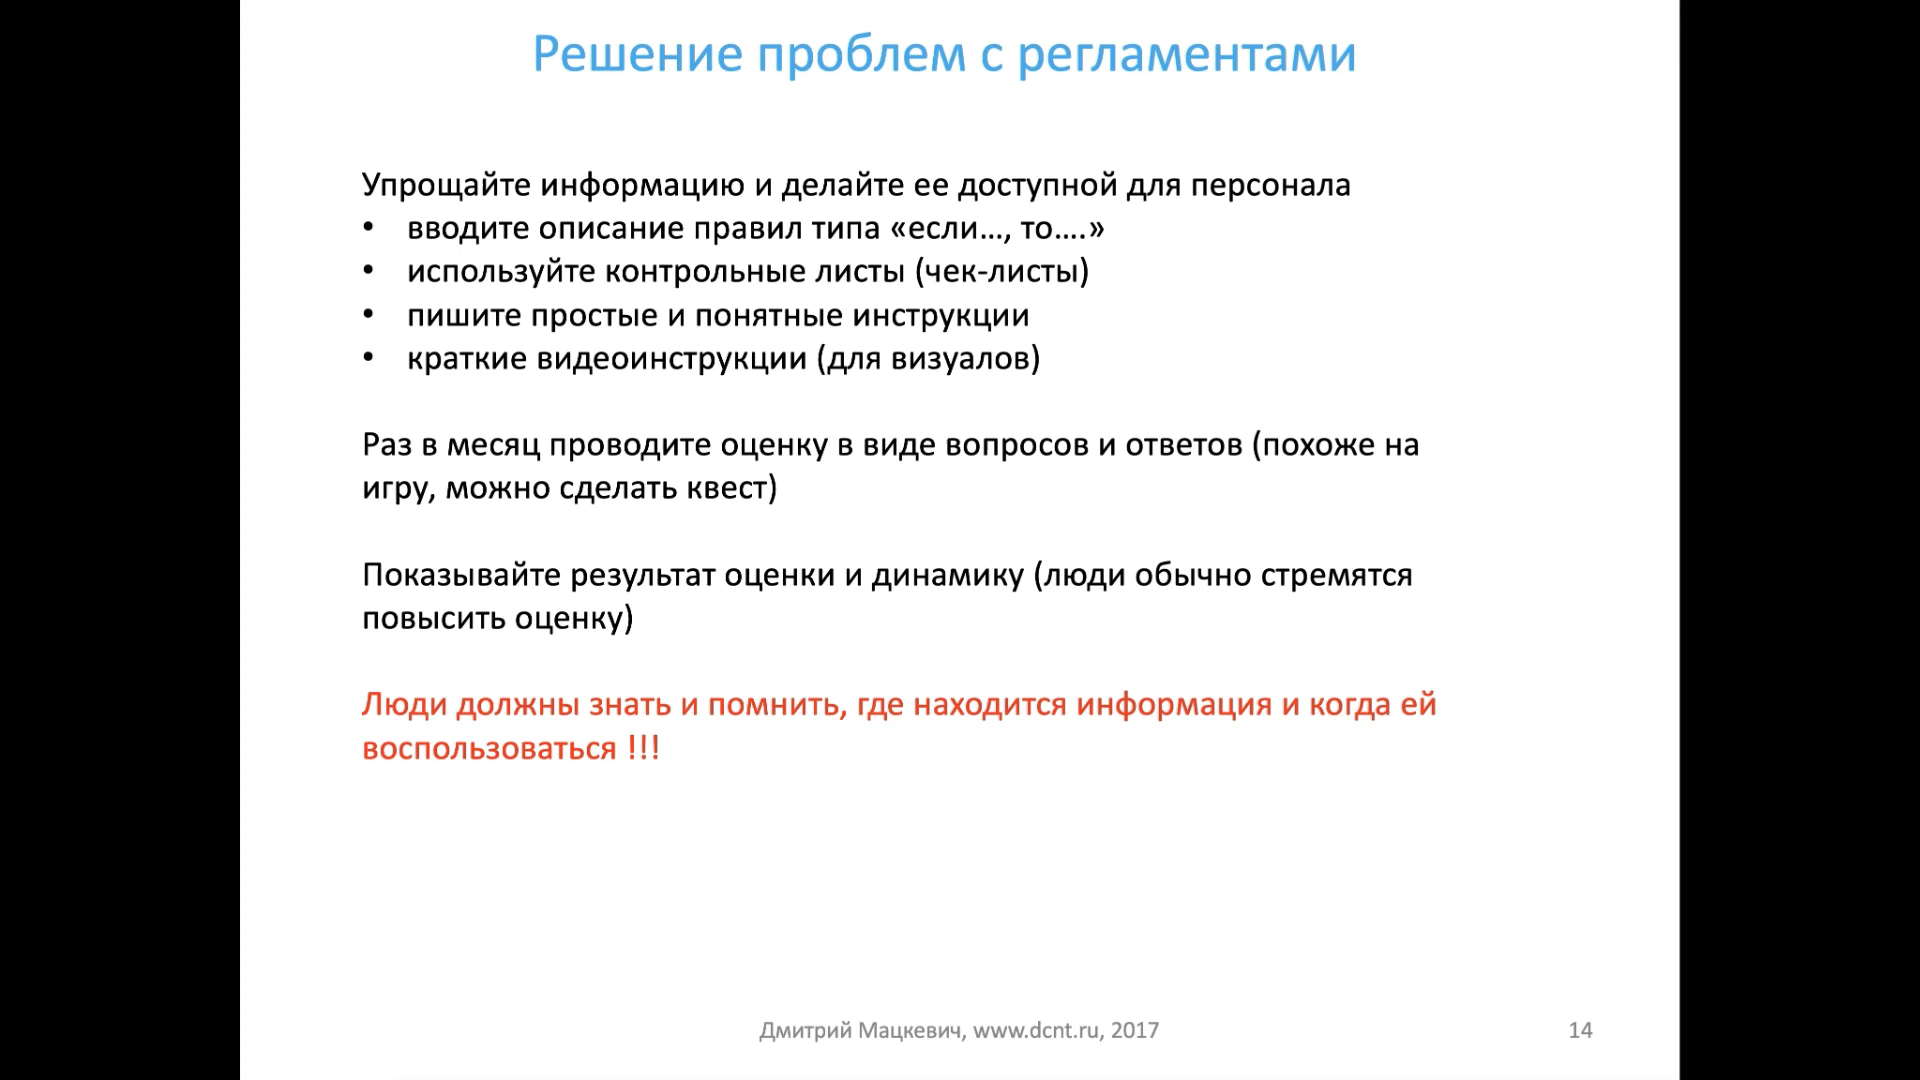 Решение проблем с регламентами
Упрощайте информацию и делайте ее доступной для персонала
• вводите описание правил типа «если…, то….»
• используйте контрольные листы (чек-листы)
• пишите простые и понятные инструкции
• краткие видеоинструкции (для визуалов)
Раз в месяц проводите оценку в виде вопросов и ответов (похоже на
игру, можно сделать квест)
Показывайте результат оценки и динамику (люди обычно стремятся
повысить оценку)
Люди должны знать и помнить, где находится информация и когда ей
воспользоваться !!!
Дмитрий Мацкевич, www.dcnt.ru, 2017
14